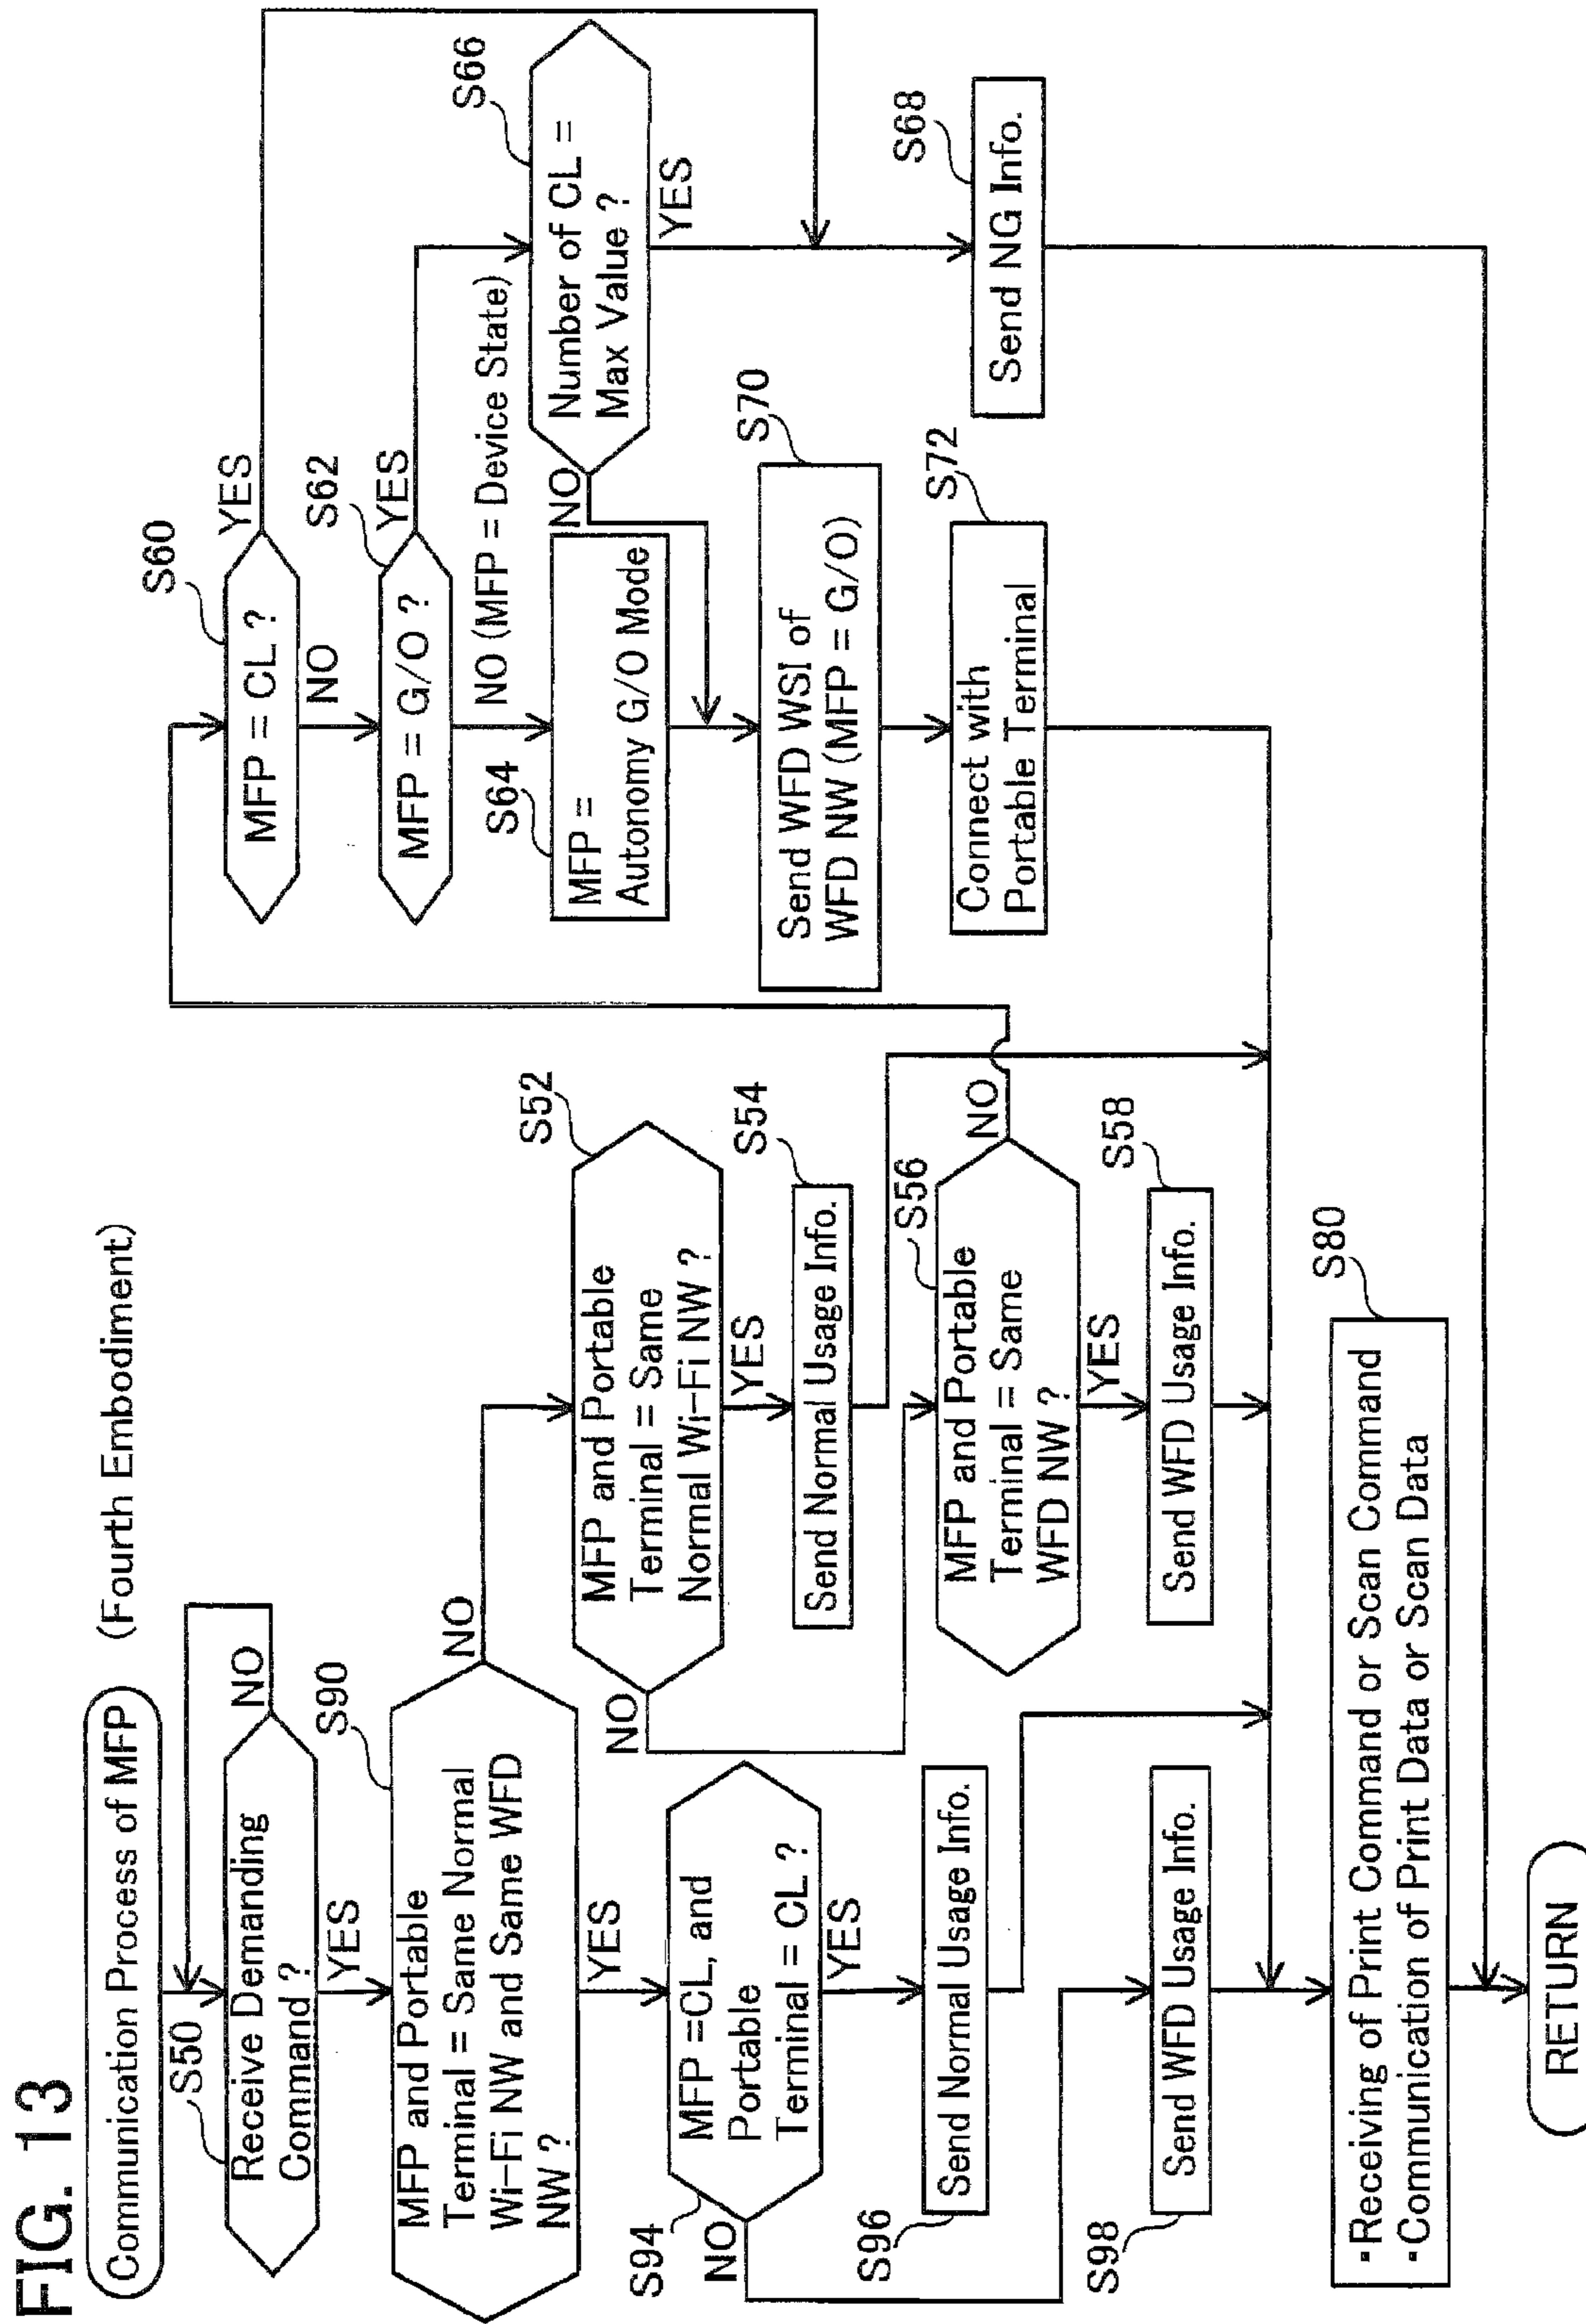 FIG. 13
Communication Process of MFP
(Fourth Embodiment)
S50
Receive Demanding
Command ?
NO
YES
S90
MFP and Portable
Terminal = Same Normal
Wi-Fi NW and Same WFD
NW ?
NO
YES
S94
MFP =CL, and
Portable
Terminal = CL ?
NO
YES
S96
Send Normal Usage Info.
S98
Send WFD Usage Info.
S52
MFP and Portable
Terminal = Same
Normal Wi-Fi NW ?
NO
YES
S54
Send Normal Usage Info.
S56
MFP and Portable
Terminal = Same
WFD NW ?
NO
YES
S58
Send WFD Usage Info.
S60
MFP = CL ?
YES
NO
S62
MFP = G/O ?
YES
NO (MFP = Device State)
S64
MFP =
Autonomy G/O Mode
S66
Number of CL =
Max Value ?
NO
YES
S68
Send NG Info.
S70
Send WFD WSI of
WFD NW (MFP = G/O)
S72
Connect with
Portable Terminal
S80
・Receiving of Print Command or Scan Command
・Communication of Print Data or Scan Data
RETURN